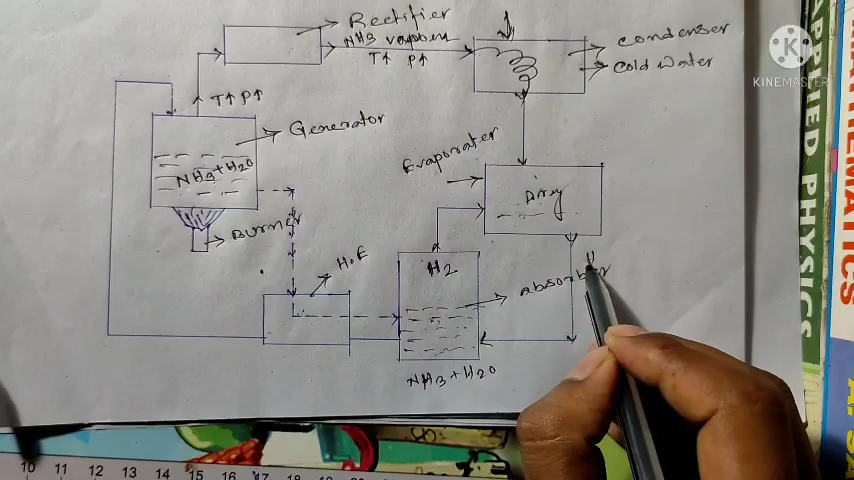 Rectifier
NH3 vapour
T↑ P↑
Condenser
Cold Water
KINEMASTER
T↑ P↑
Generator
NH3 + H2O
Burner
Evaporater
H.E
H2
absorber
NH3 + H2O
APPLIED PHYSICS
10 11 12 13 14 15 16 17 18 19